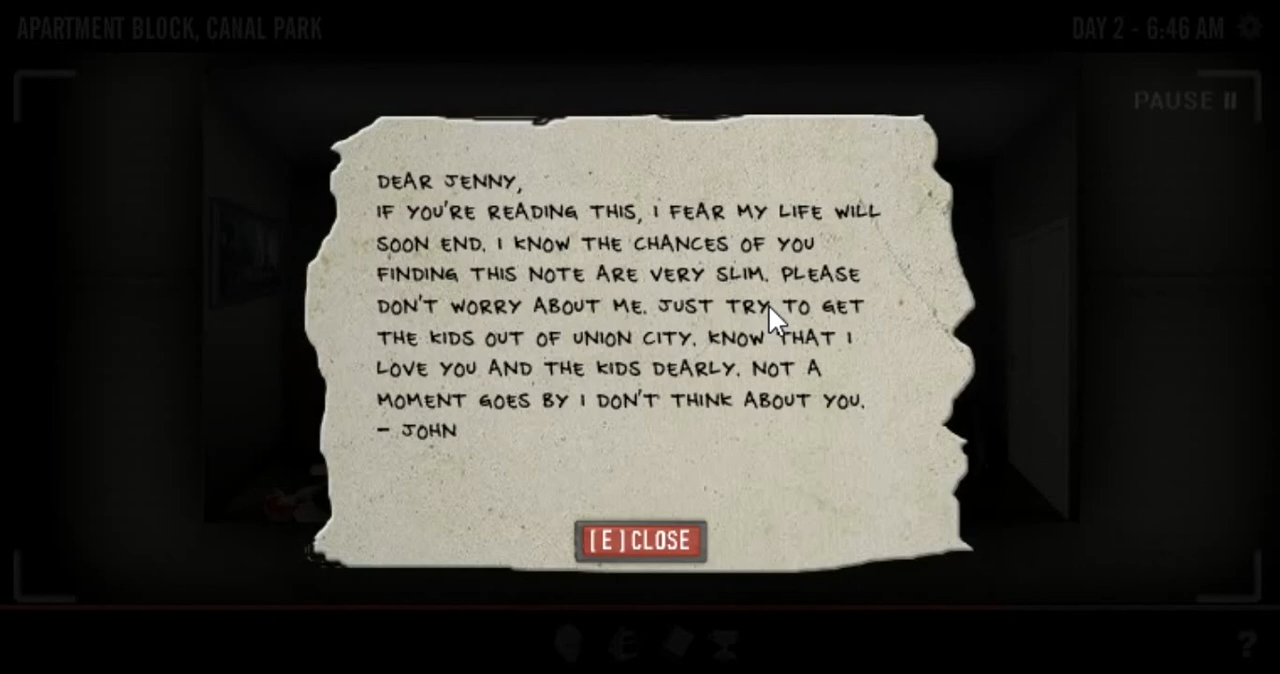 APARTMENT BLOCK, CANAL PARK
DAY 2 - 6:46 AM
PAUSE
DEAR JENNY,
IF YOU'RE READING THIS, I FEAR MY LIFE WILL
SOON END. I KNOW THE CHANCES OF YOU
FINDING THIS NOTE ARE VERY SLIM. PLEASE
DON'T WORRY ABOUT ME. JUST TRY TO GET
THE KIDS OUT OF UNION CITY. KNOW THAT I
LOVE YOU AND THE KIDS DEARLY. NOT A
MOMENT GOES BY I DON'T THINK ABOUT YOU.
- JOHN
[E] CLOSE
?